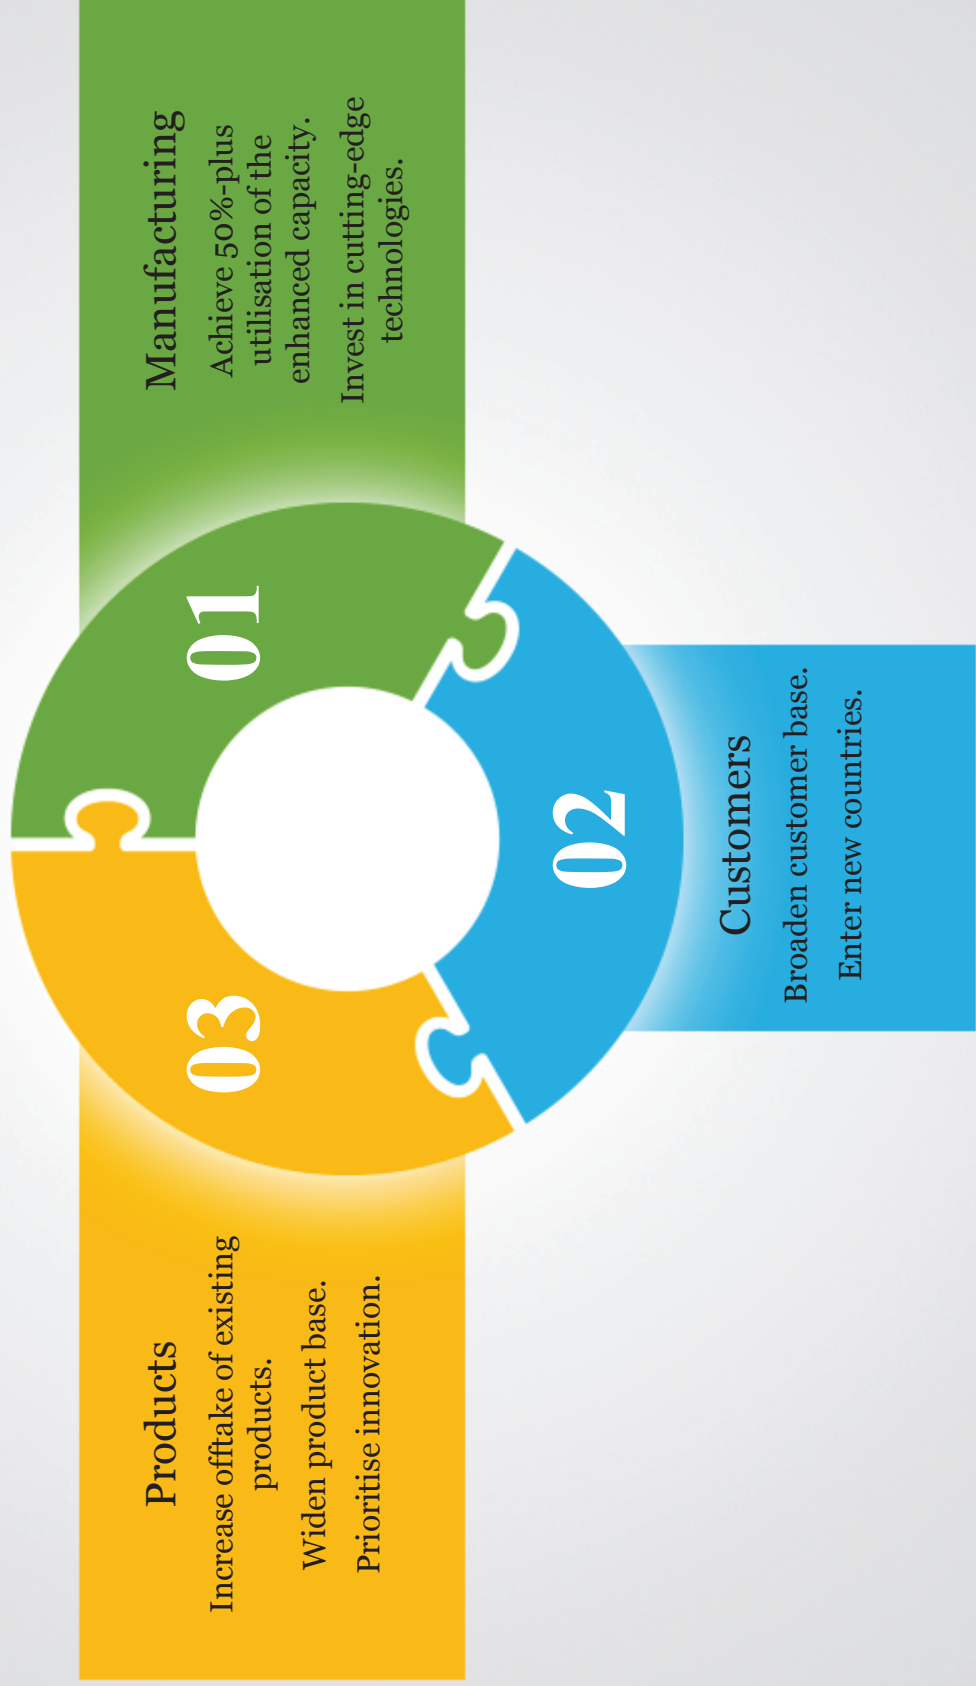 01
Manufacturing
Achieve 50%-plus
utilisation of the
enhanced capacity.
Invest in cutting-edge
technologies.
02
Customers
Broaden customer base.
Enter new countries.
03
Products
Increase offtake of existing
products.
Widen product base.
Prioritise innovation.